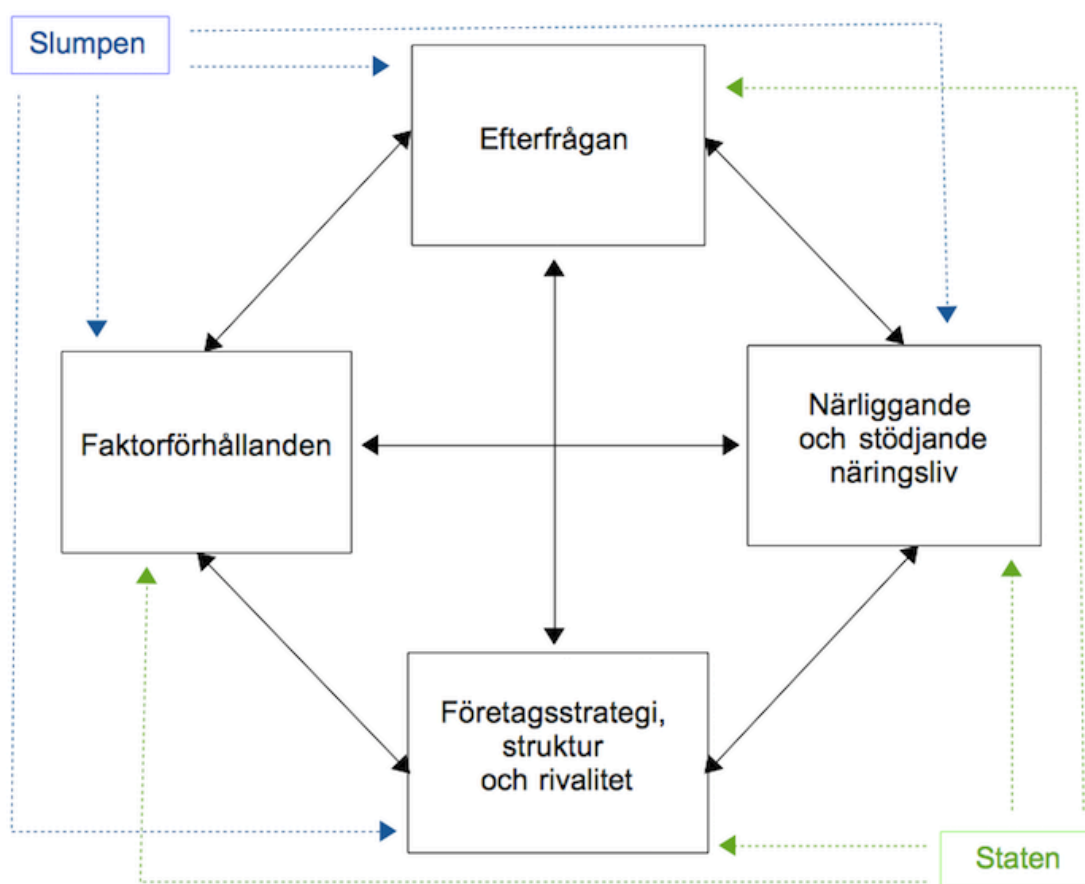 Slumpen
Efterfrågan
Faktorförhållanden
Närliggande
och stödjande
näringsliv
Företagsstrategi,
struktur
och rivalitet
Staten